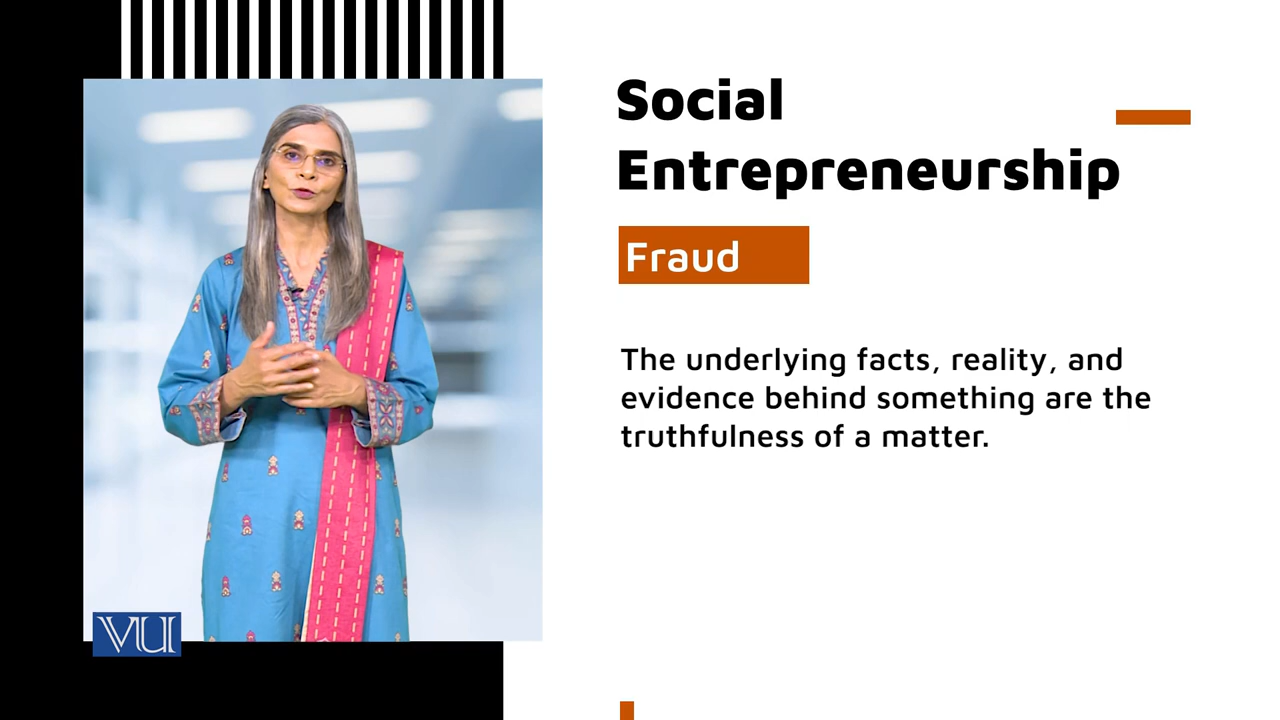 Social
Entrepreneurship
Fraud
The underlying facts, reality, and
evidence behind something are the
truthfulness of a matter.
VU